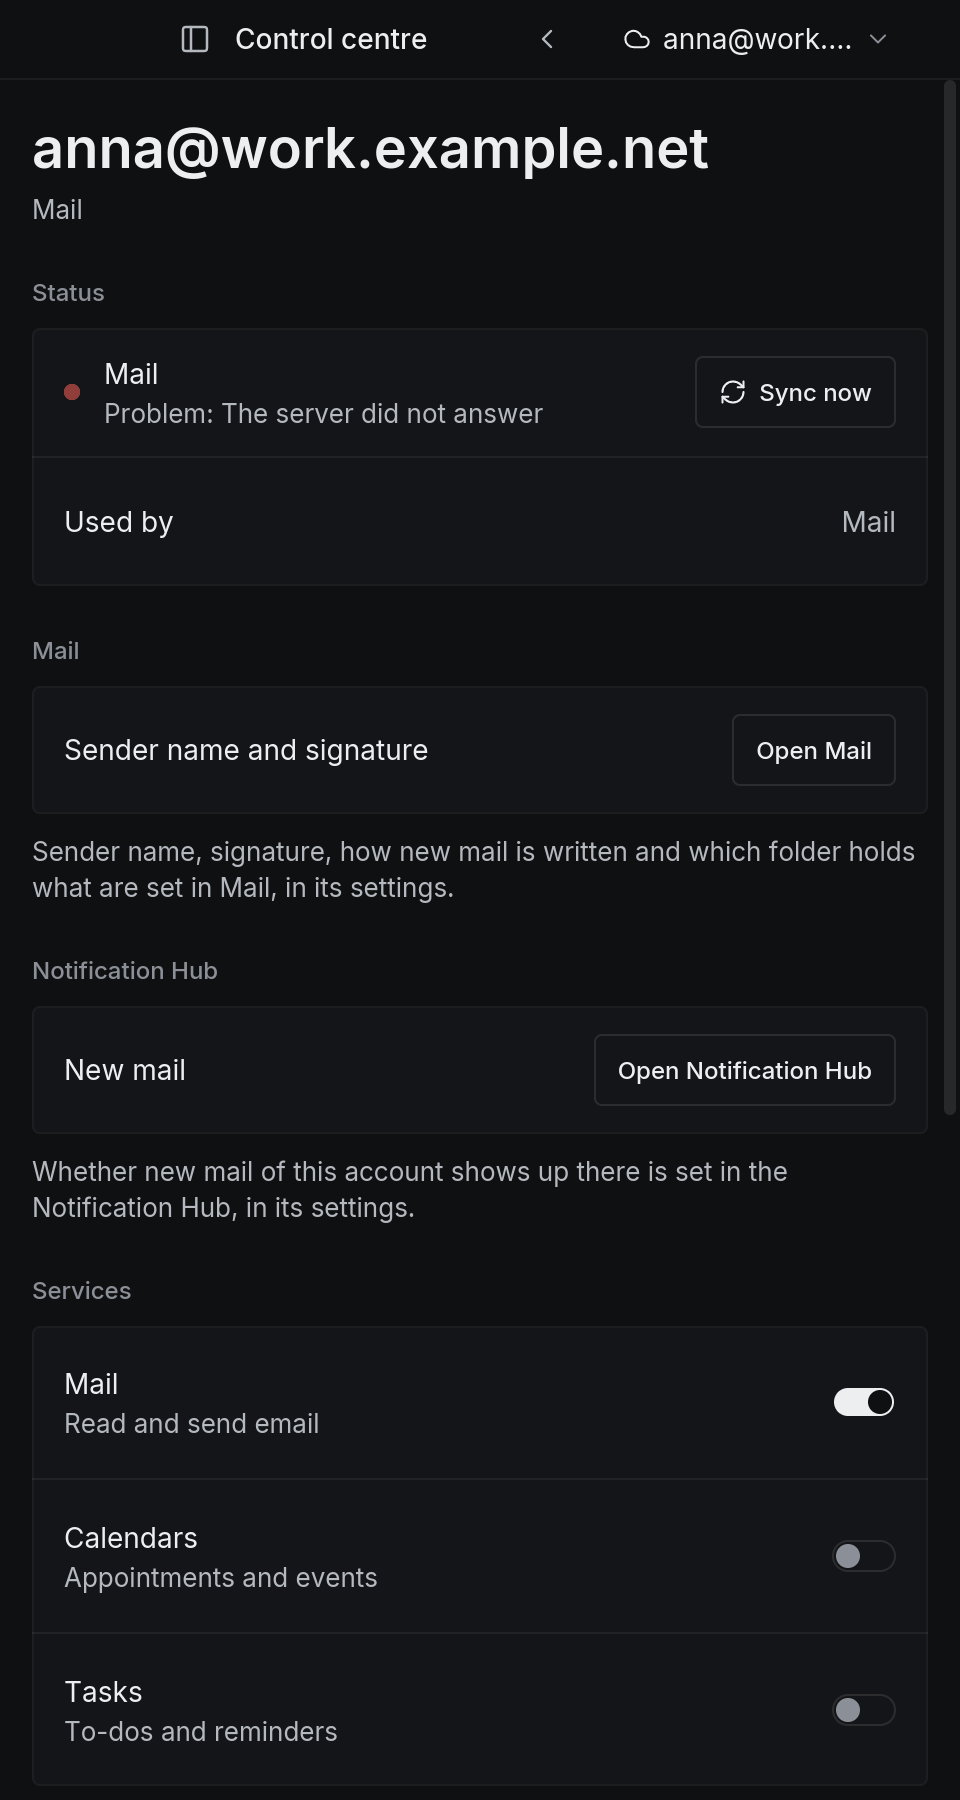 Control centre
anna@work....
anna@work.example.net
Mail
Status
Mail
Problem: The server did not answer
Sync now
Used by
Mail
Mail
Sender name and signature
Open Mail
Sender name, signature, how new mail is written and which folder holds
what are set in Mail, in its settings.
Notification Hub
New mail
Open Notification Hub
Whether new mail of this account shows up there is set in the
Notification Hub, in its settings.
Services
Mail
Read and send email
Calendars
Appointments and events
Tasks
To-dos and reminders